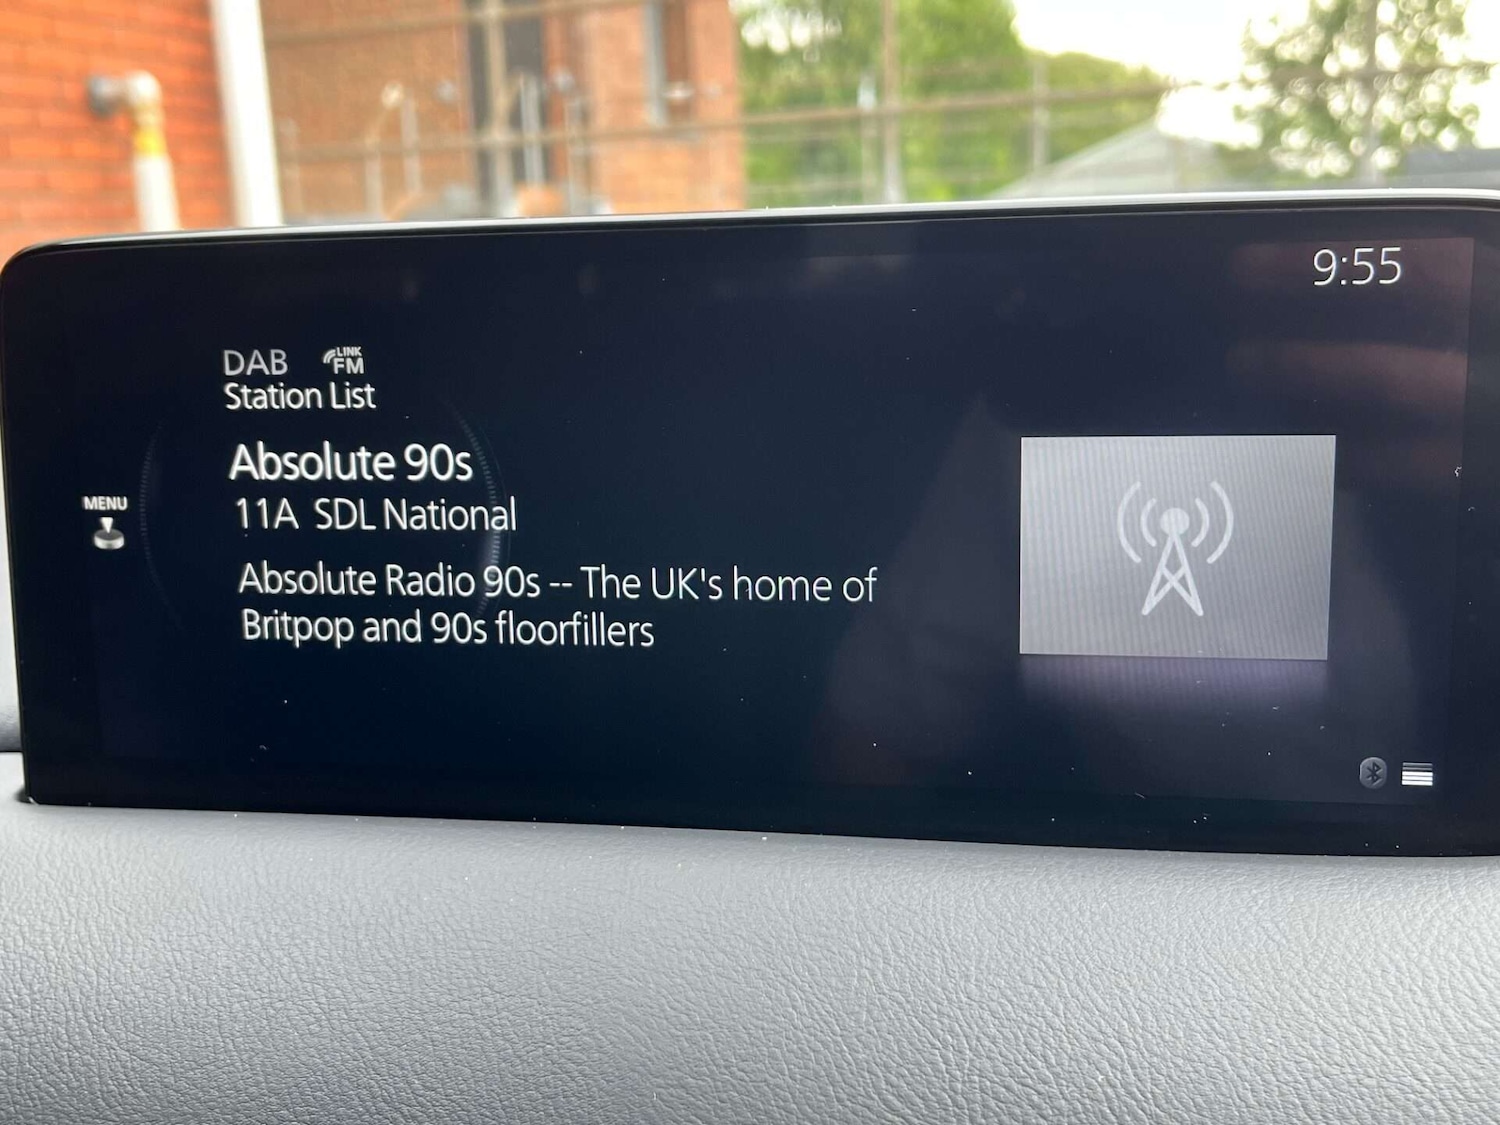 9:55
DAB LINK FM
Station List
Absolute 90s
11A SDL National
MENU
Absolute Radio 90s -- The UK's home of
Britpop and 90s floorfillers